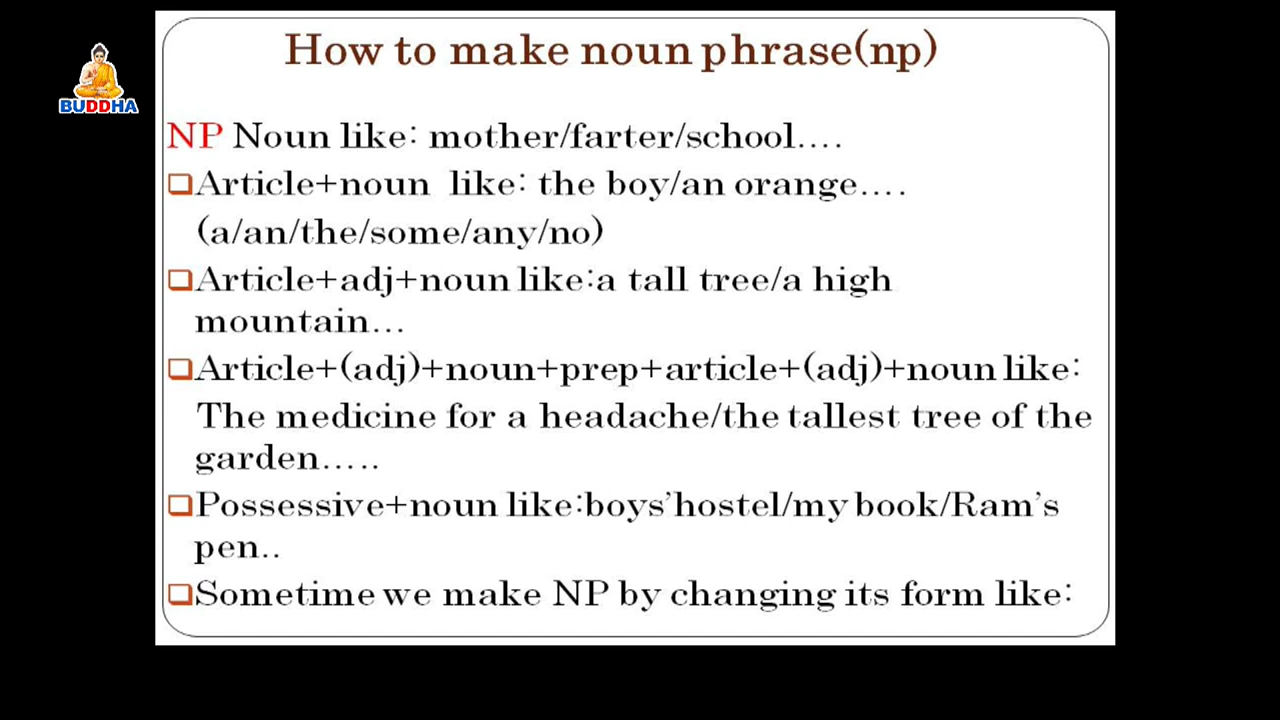 How to make noun phrase(np)
BUDDHA
NP Noun like: mother/farter/school....
Article+noun like: the boy/an orange....
(a/an/the/some/any/no)
Article+adj+noun like:a tall tree/a high
mountain...
Article+(adj)+noun+prep+article+(adj)+noun like:
The medicine for a headache/the tallest tree of the
garden.....
Possessive+noun like:boys'hostel/my book/Ram's
pen..
Sometime we make NP by changing its form like: